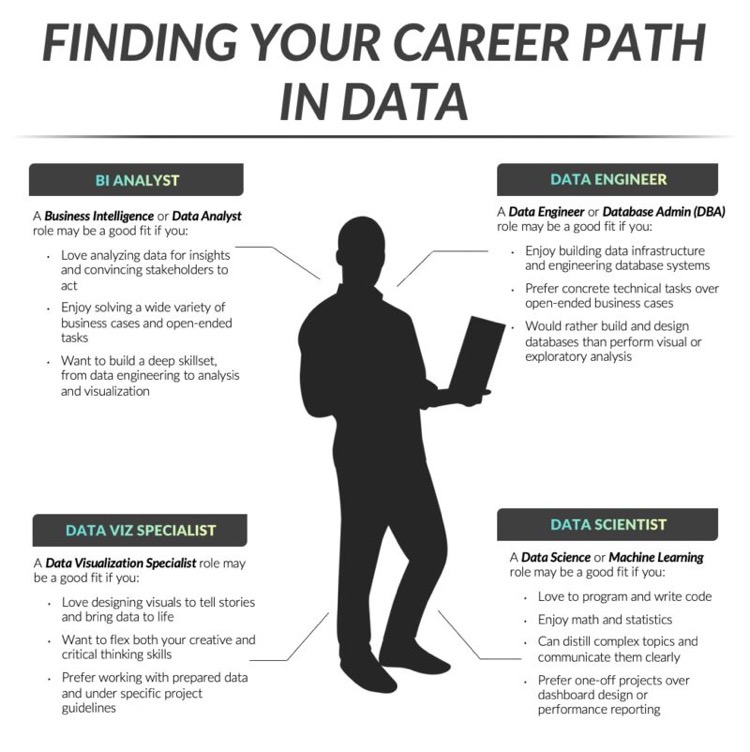 FINDING YOUR CAREER PATH
IN DATA
BI ANALYST
A Business Intelligence or Data Analyst
role may be a good fit if you:
• Love analyzing data for insights
and convincing stakeholders to
act
• Enjoy solving a wide variety of
business cases and open-ended
tasks
• Want to build a deep skillset,
from data engineering to analysis
and visualization
DATA ENGINEER
A Data Engineer or Database Admin (DBA)
role may be a good fit if you:
• Enjoy building data infrastructure
and engineering database systems
• Prefer concrete technical tasks over
open-ended business cases
• Would rather build and design
databases than perform visual or
exploratory analysis
DATA VIZ SPECIALIST
A Data Visualization Specialist role may
be a good fit if you:
• Love designing visuals to tell stories
and bring data to life
• Want to flex both your creative and
critical thinking skills
• Prefer working with prepared data
and under specific project
guidelines
DATA SCIENTIST
A Data Science or Machine Learning
role may be a good fit if you:
• Love to program and write code
• Enjoy math and statistics
• Can distill complex topics and
communicate them clearly
• Prefer one-off projects over
dashboard design or
performance reporting